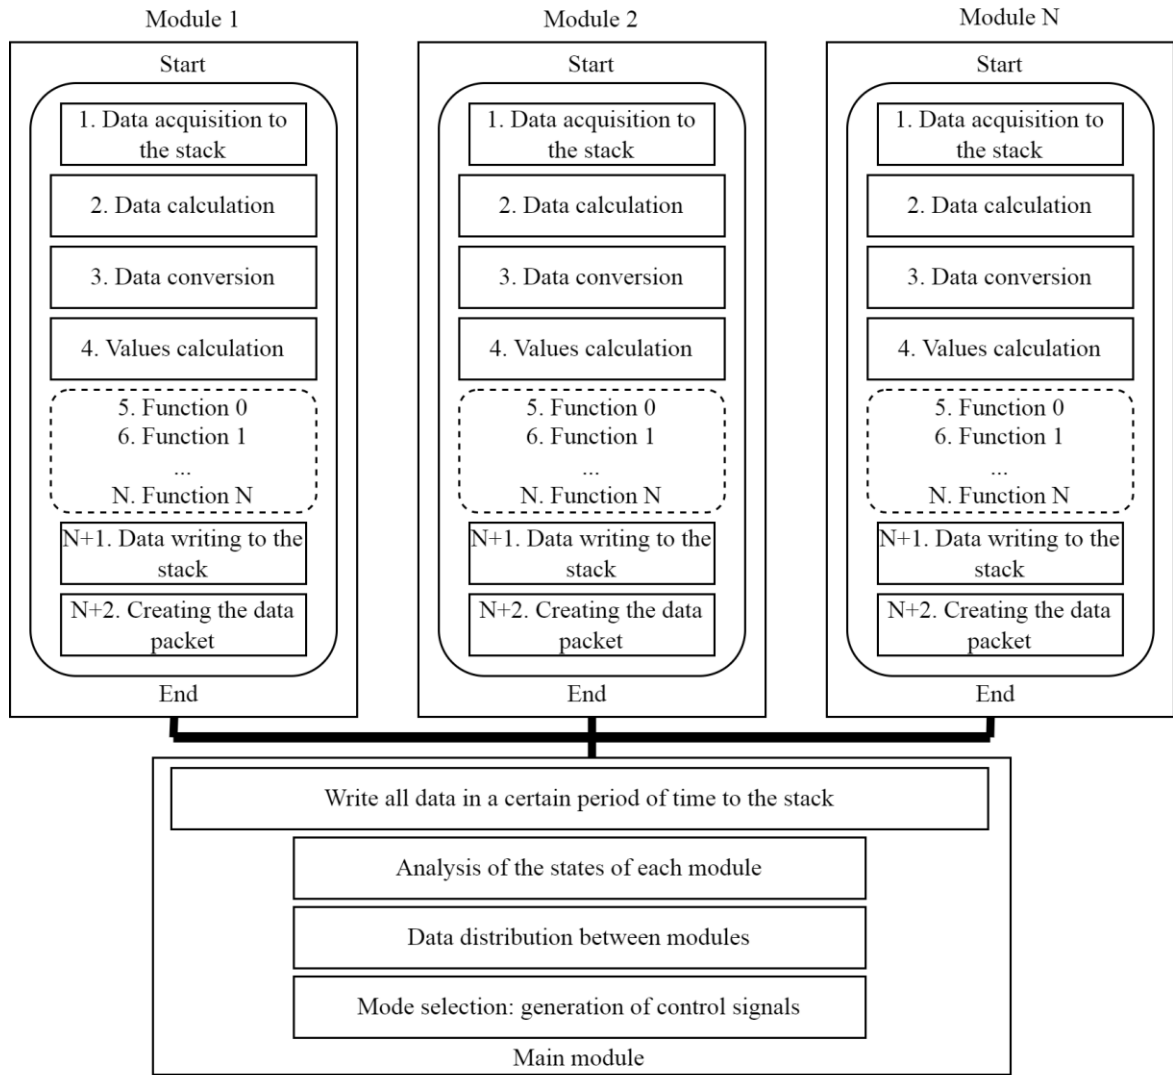 Module 1
Start
1. Data acquisition to
the stack
2. Data calculation
3. Data conversion
4. Values calculation
5. Function 0
6. Function 1
...
N. Function N
N+1. Data writing to the
stack
N+2. Creating the data
packet
End
Module 2
Start
1. Data acquisition to
the stack
2. Data calculation
3. Data conversion
4. Values calculation
5. Function 0
6. Function 1
...
N. Function N
N+1. Data writing to the
stack
N+2. Creating the data
packet
End
Module N
Start
1. Data acquisition to
the stack
2. Data calculation
3. Data conversion
4. Values calculation
5. Function 0
6. Function 1
...
N. Function N
N+1. Data writing to the
stack
N+2. Creating the data
packet
End
Write all data in a certain period of time to the stack
Analysis of the states of each module
Data distribution between modules
Mode selection: generation of control signals
Main module